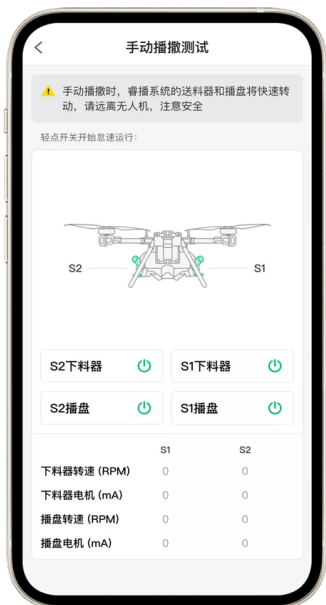 手动播撒测试
手动播撒时，睿播系统的送料器和播盘将快速转
动，请远离无人机，注意安全
轻点开关开始怠速运行：
S2 S1
S2下料器 S1下料器
S2播盘 S1播盘
S1 S2
下料器转速 (RPM) 0 0
下料器电机 (mA) 0 0
播盘转速 (RPM) 0 0
播盘电机 (mA) 0 0